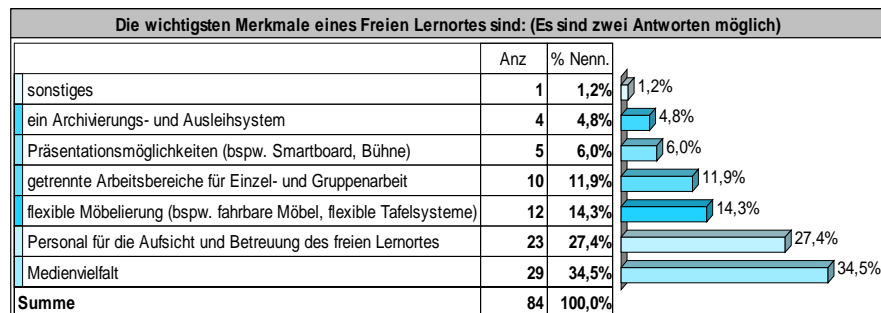 Die wichtigsten Merkmale eines Freien Lernortes sind: (Es sind zwei Antworten möglich)
Anz % Nenn.
sonstiges 1 1,2% 1,2%
ein Archivierungs- und Ausleihsystem 4 4,8% 4,8%
Präsentationsmöglichkeiten (bspw. Smartboard, Bühne) 5 6,0% 6,0%
getrennte Arbeitsbereiche für Einzel- und Gruppenarbeit 10 11,9% 11,9%
flexible Möbelierung (bspw. fahrbare Möbel, flexible Tafelsysteme) 12 14,3% 14,3%
Personal für die Aufsicht und Betreuung des freien Lernortes 23 27,4% 27,4%
Medienvielfalt 29 34,5% 34,5%
Summe 84 100,0%